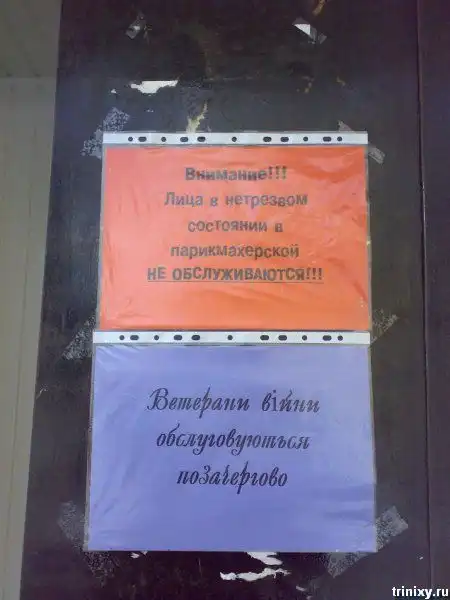 Внимание!!!
Лица в нетрезвом
состоянии в
парикмахерской
НЕ ОБСЛУЖИВАЮТСЯ!!!
Ветерани війни
обслуговуються
позачергово
trinixy.ru